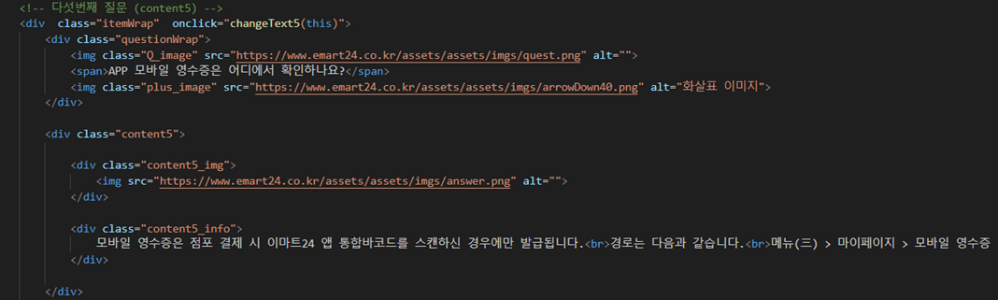 <!-- 다섯번째 질문 (content5) -->
<div  class="itemWrap"  onclick="changeText5(this)">
<div class="questionWrap">
<img class="Q_image" src="https://www.emart24.co.kr/assets/assets/imgs/quest.png" alt="">
<span>APP 모바일 영수증은 어디에서 확인하나요?</span>
<img class="plus_image" src="https://www.emart24.co.kr/assets/assets/imgs/arrowDown40.png" alt="화살표 이미지">
</div>
<div class="content5">
<div class="content5_img">
<img src="https://www.emart24.co.kr/assets/assets/imgs/answer.png" alt="">
</div>
<div class="content5_info">
모바일 영수증은 점포 결제 시 이마트24 앱 통합바코드를 스캔하신 경우에만 발급됩니다.<br>경로는 다음과 같습니다.<br>메뉴(三) > 마이페이지 > 모바일 영수증
</div>
</div>